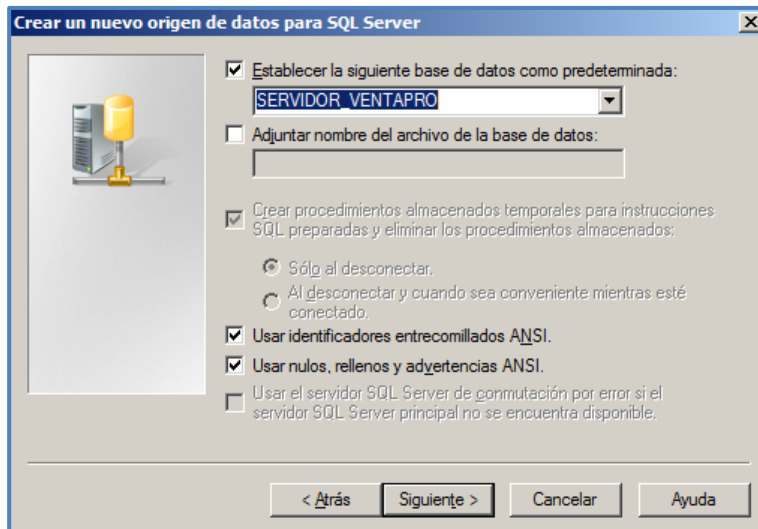 Crear un nuevo origen de datos para SQL Server
Establecer la siguiente base de datos como predeterminada:
SERVIDOR_VENTAPRO
Adjuntar nombre del archivo de la base de datos:
Crear procedimientos almacenados temporales para instrucciones
SQL preparadas y eliminar los procedimientos almacenados:
Sólo al desconectar.
Al desconectar y cuando sea conveniente mientras esté
conectado.
Usar identificadores entrecomillados ANSI.
Usar nulos, rellenos y advertencias ANSI.
Usar el servidor SQL Server de conmutación por error si el
servidor SQL Server principal no se encuentra disponible.
< Atrás
Siguiente >
Cancelar
Ayuda